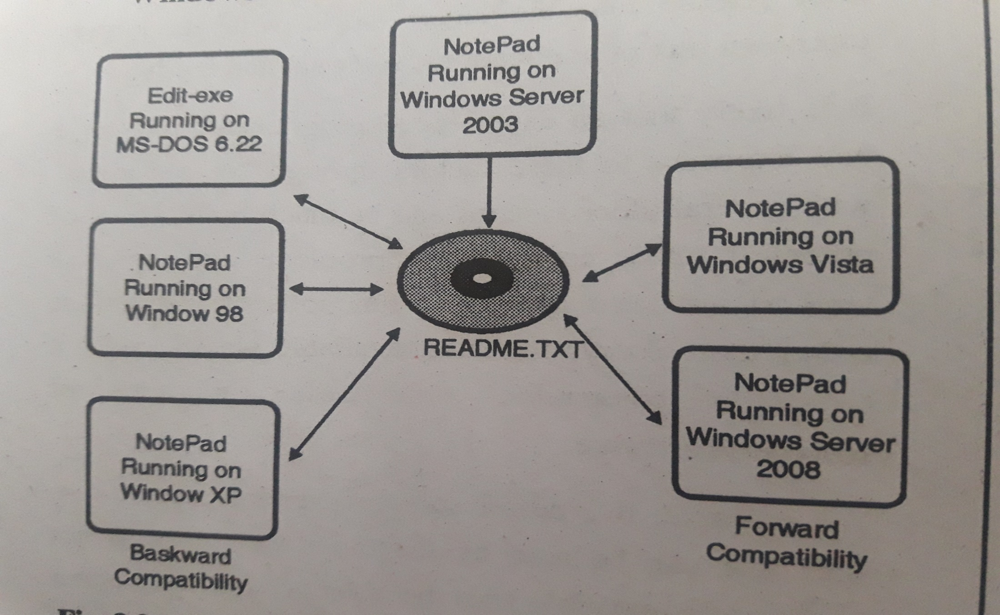 NotePad
Running on
Windows Server
2003
Edit-exe
Running on
MS-DOS 6.22
NotePad
Running on
Window 98
NotePad
Running on
Window XP
Baskward
Compatibility
README.TXT
NotePad
Running on
Windows Vista
NotePad
Running on
Windows Server
2008
Forward
Compatibility